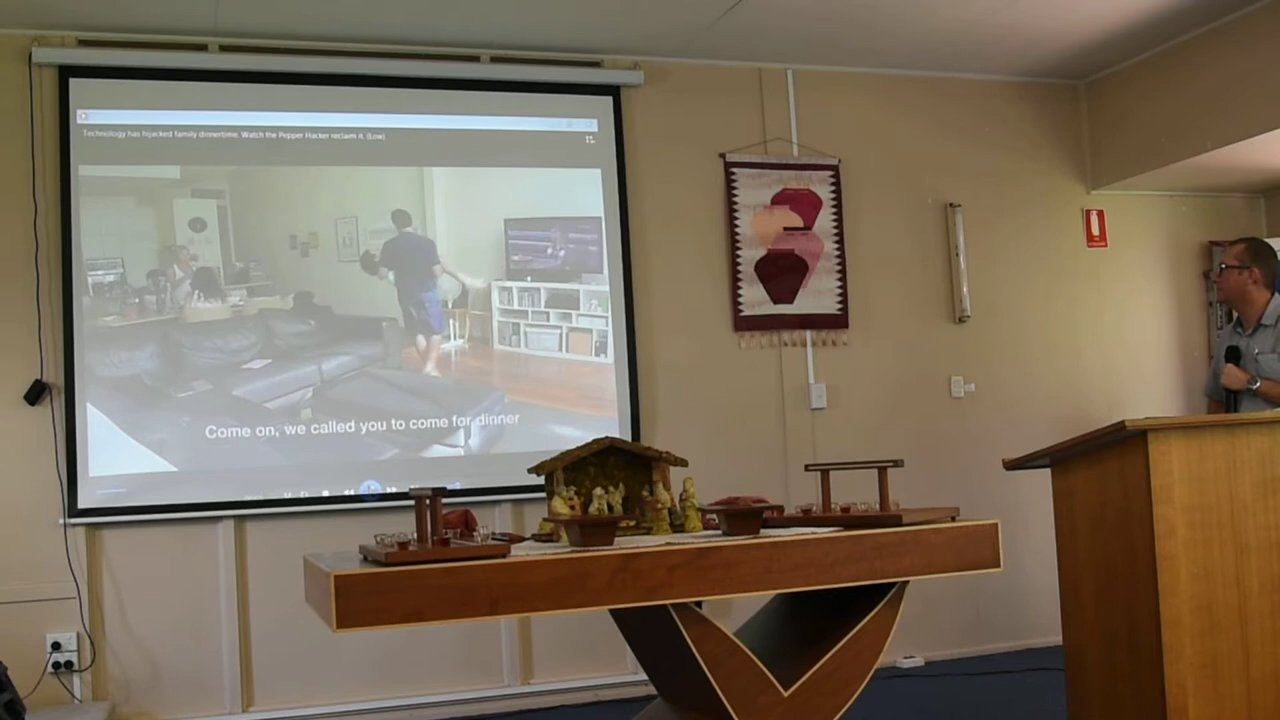 Technology has hijacked family dinnertime. Watch the Pepper Hacker reclaim it. (Low)
Come on, we called you to come for dinner